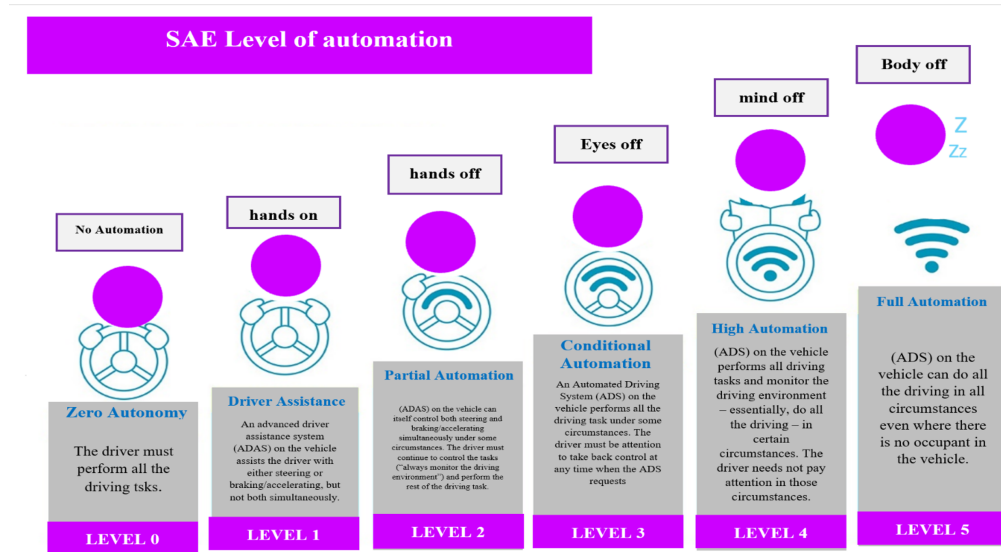 SAE Level of automation
No Automation
Zero Autonomy
The driver must
perform all the
driving tsks.
LEVEL 0
hands on
Driver Assistance
An advanced driver
assistance system
(ADAS) on the vehicle
assists the driver with
either steering or
braking/accelerating, but
not both simultaneously.
LEVEL 1
hands off
Partial Automation
(ADAS) on the vehicle can
itself control both steering and
braking/accelerating
simultaneously under some
circumstances. The driver must
continue to control the tasks
("always monitor the driving
environment") and perform the
rest of the driving task.
LEVEL 2
Eyes off
Conditional
Automation
An Automated Driving
System (ADS) on the
vehicle performs all the
driving task under some
circumstances. The
driver must be attention
to take back control at
any time when the ADS
requests
LEVEL 3
mind off
High Automation
(ADS) on the vehicle
performs all driving
tasks and monitor the
driving environment
– essentially, do all
the driving – in
certain
circumstances. The
driver needs not pay
attention in those
circumstances.
LEVEL 4
Body off
Z
Zz
Full Automation
(ADS) on the
vehicle can do all
the driving in all
circumstances
even where there
is no occupant in
the vehicle.
LEVEL 5